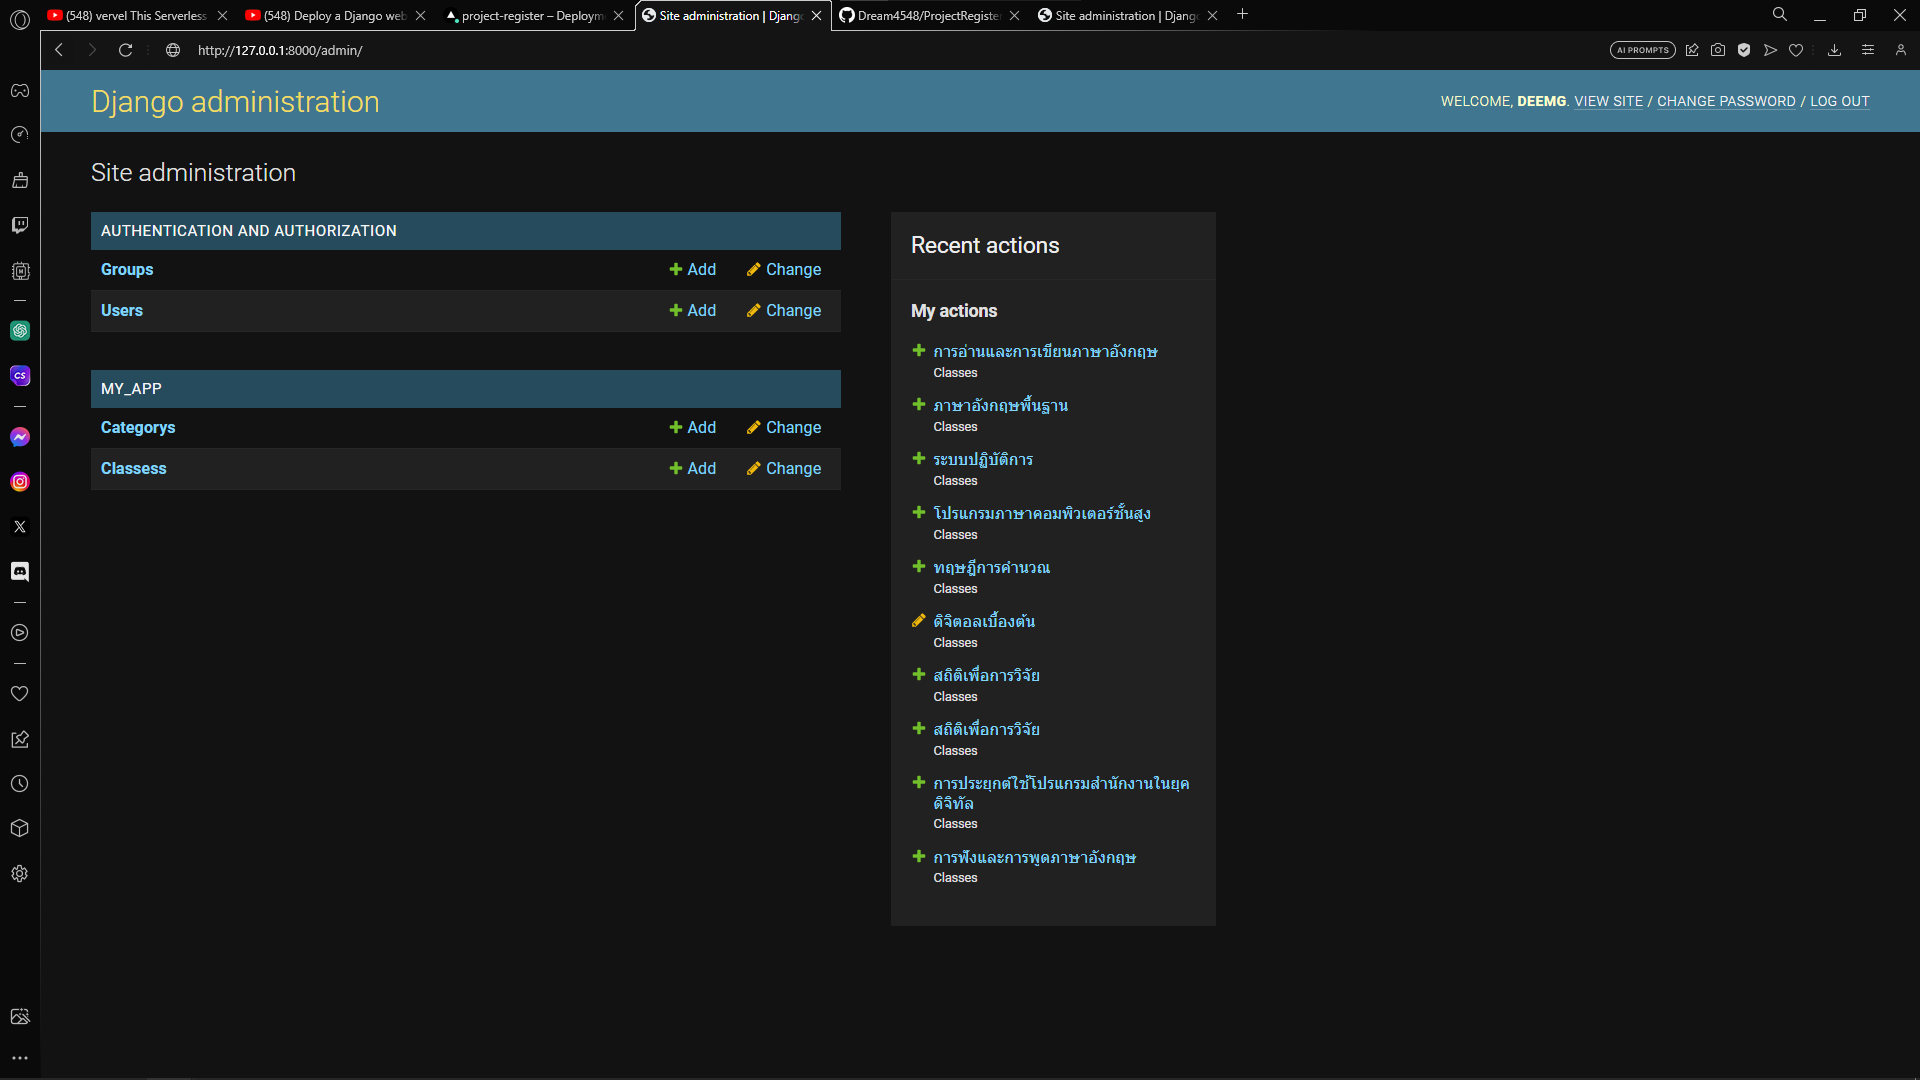 (548) vervel This Serverless
(548) Deploy a Django web
project-register – Deploym
Site administration | Django
Dream4548/ProjectRegister
Site administration | Django
http://127.0.0.1:8000/admin/
AI PROMPTS
Django administration
WELCOME, DEEMG. VIEW SITE / CHANGE PASSWORD / LOG OUT
Site administration
AUTHENTICATION AND AUTHORIZATION
Groups Add Change
Users Add Change
MY_APP
Categorys Add Change
Classess Add Change
Recent actions
My actions
การอ่านและการเขียนภาษาอังกฤษ
Classes
ภาษาอังกฤษพื้นฐาน
Classes
ระบบปฏิบัติการ
Classes
โปรแกรมภาษาคอมพิวเตอร์ชั้นสูง
Classes
ทฤษฎีการคำนวณ
Classes
ดิจิตอลเบื้องต้น
Classes
สถิติเพื่อการวิจัย
Classes
สถิติเพื่อการวิจัย
Classes
การประยุกต์ใช้โปรแกรมสำนักงานในยุค
ดิจิทัล
Classes
การฟังและการพูดภาษาอังกฤษ
Classes
CS